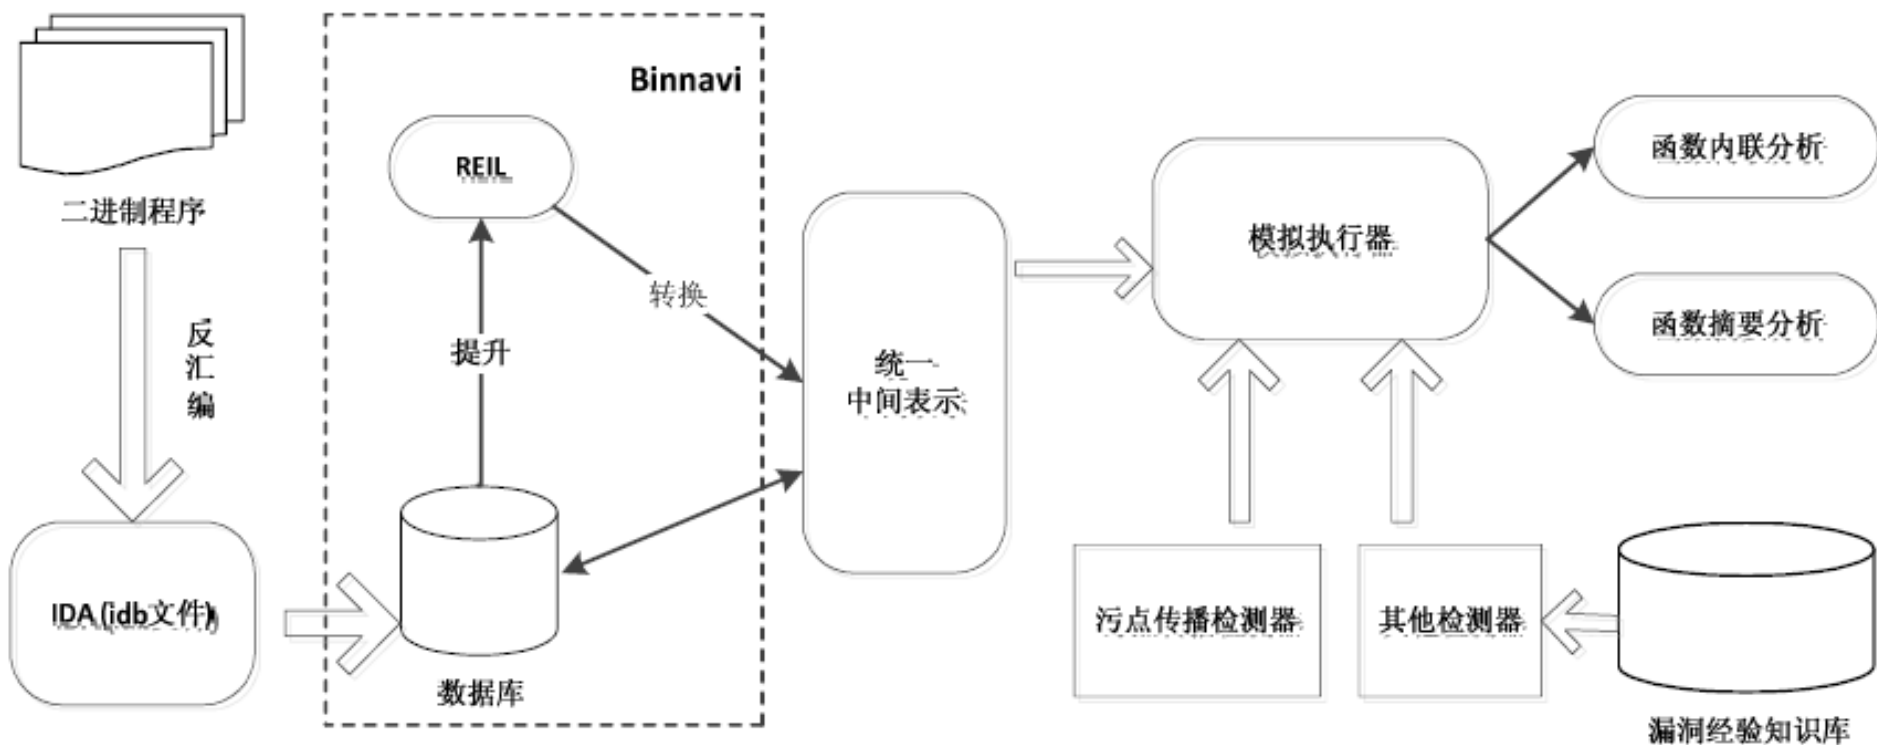 二进制程序
反
汇
编
IDA(idb文件)
Binnavi
REIL
提升
转换
数据库
统一
中间表示
模拟执行器
函数内联分析
函数摘要分析
污点传播检测器
其他检测器
漏洞经验知识库